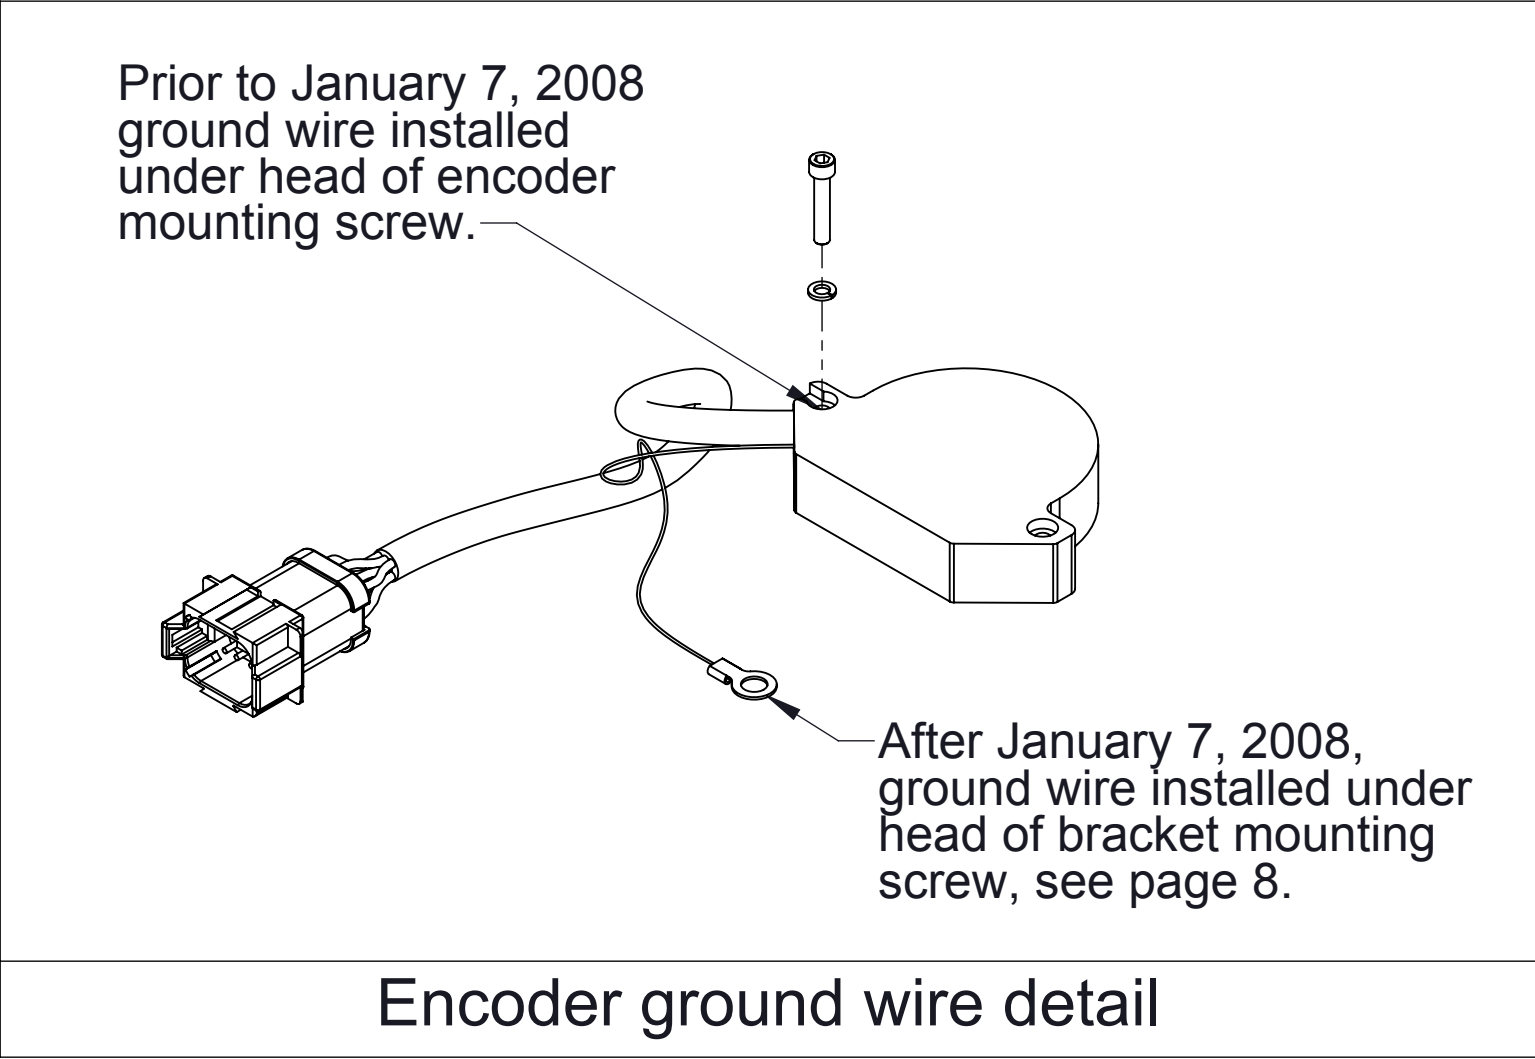 Prior to January 7, 2008
ground wire installed
under head of encoder
mounting screw.
After January 7, 2008,
ground wire installed under
head of bracket mounting
screw, see page 8.
Encoder ground wire detail